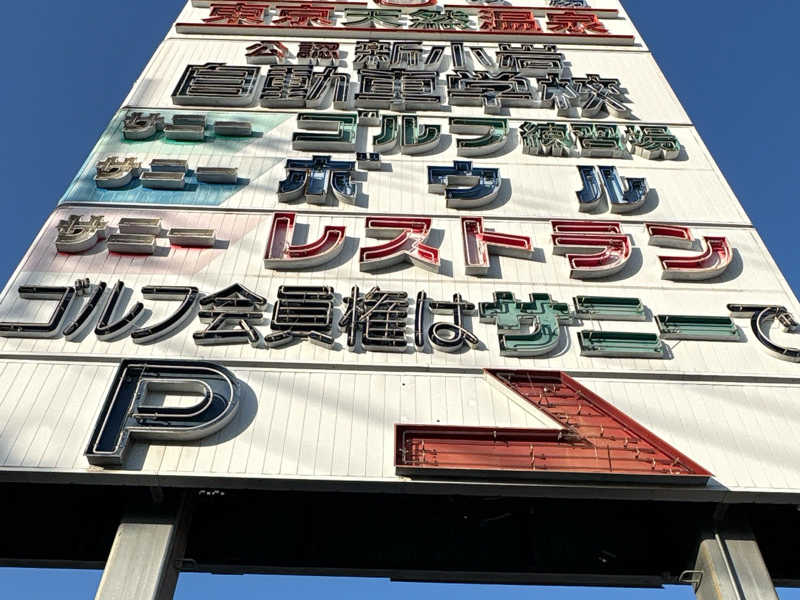 東京天然温泉
公認 新小岩
自動車学校
サニー ゴルフ練習場
サニー ボウル
サニー レストラン
ゴルフ会員権はサニーで
P